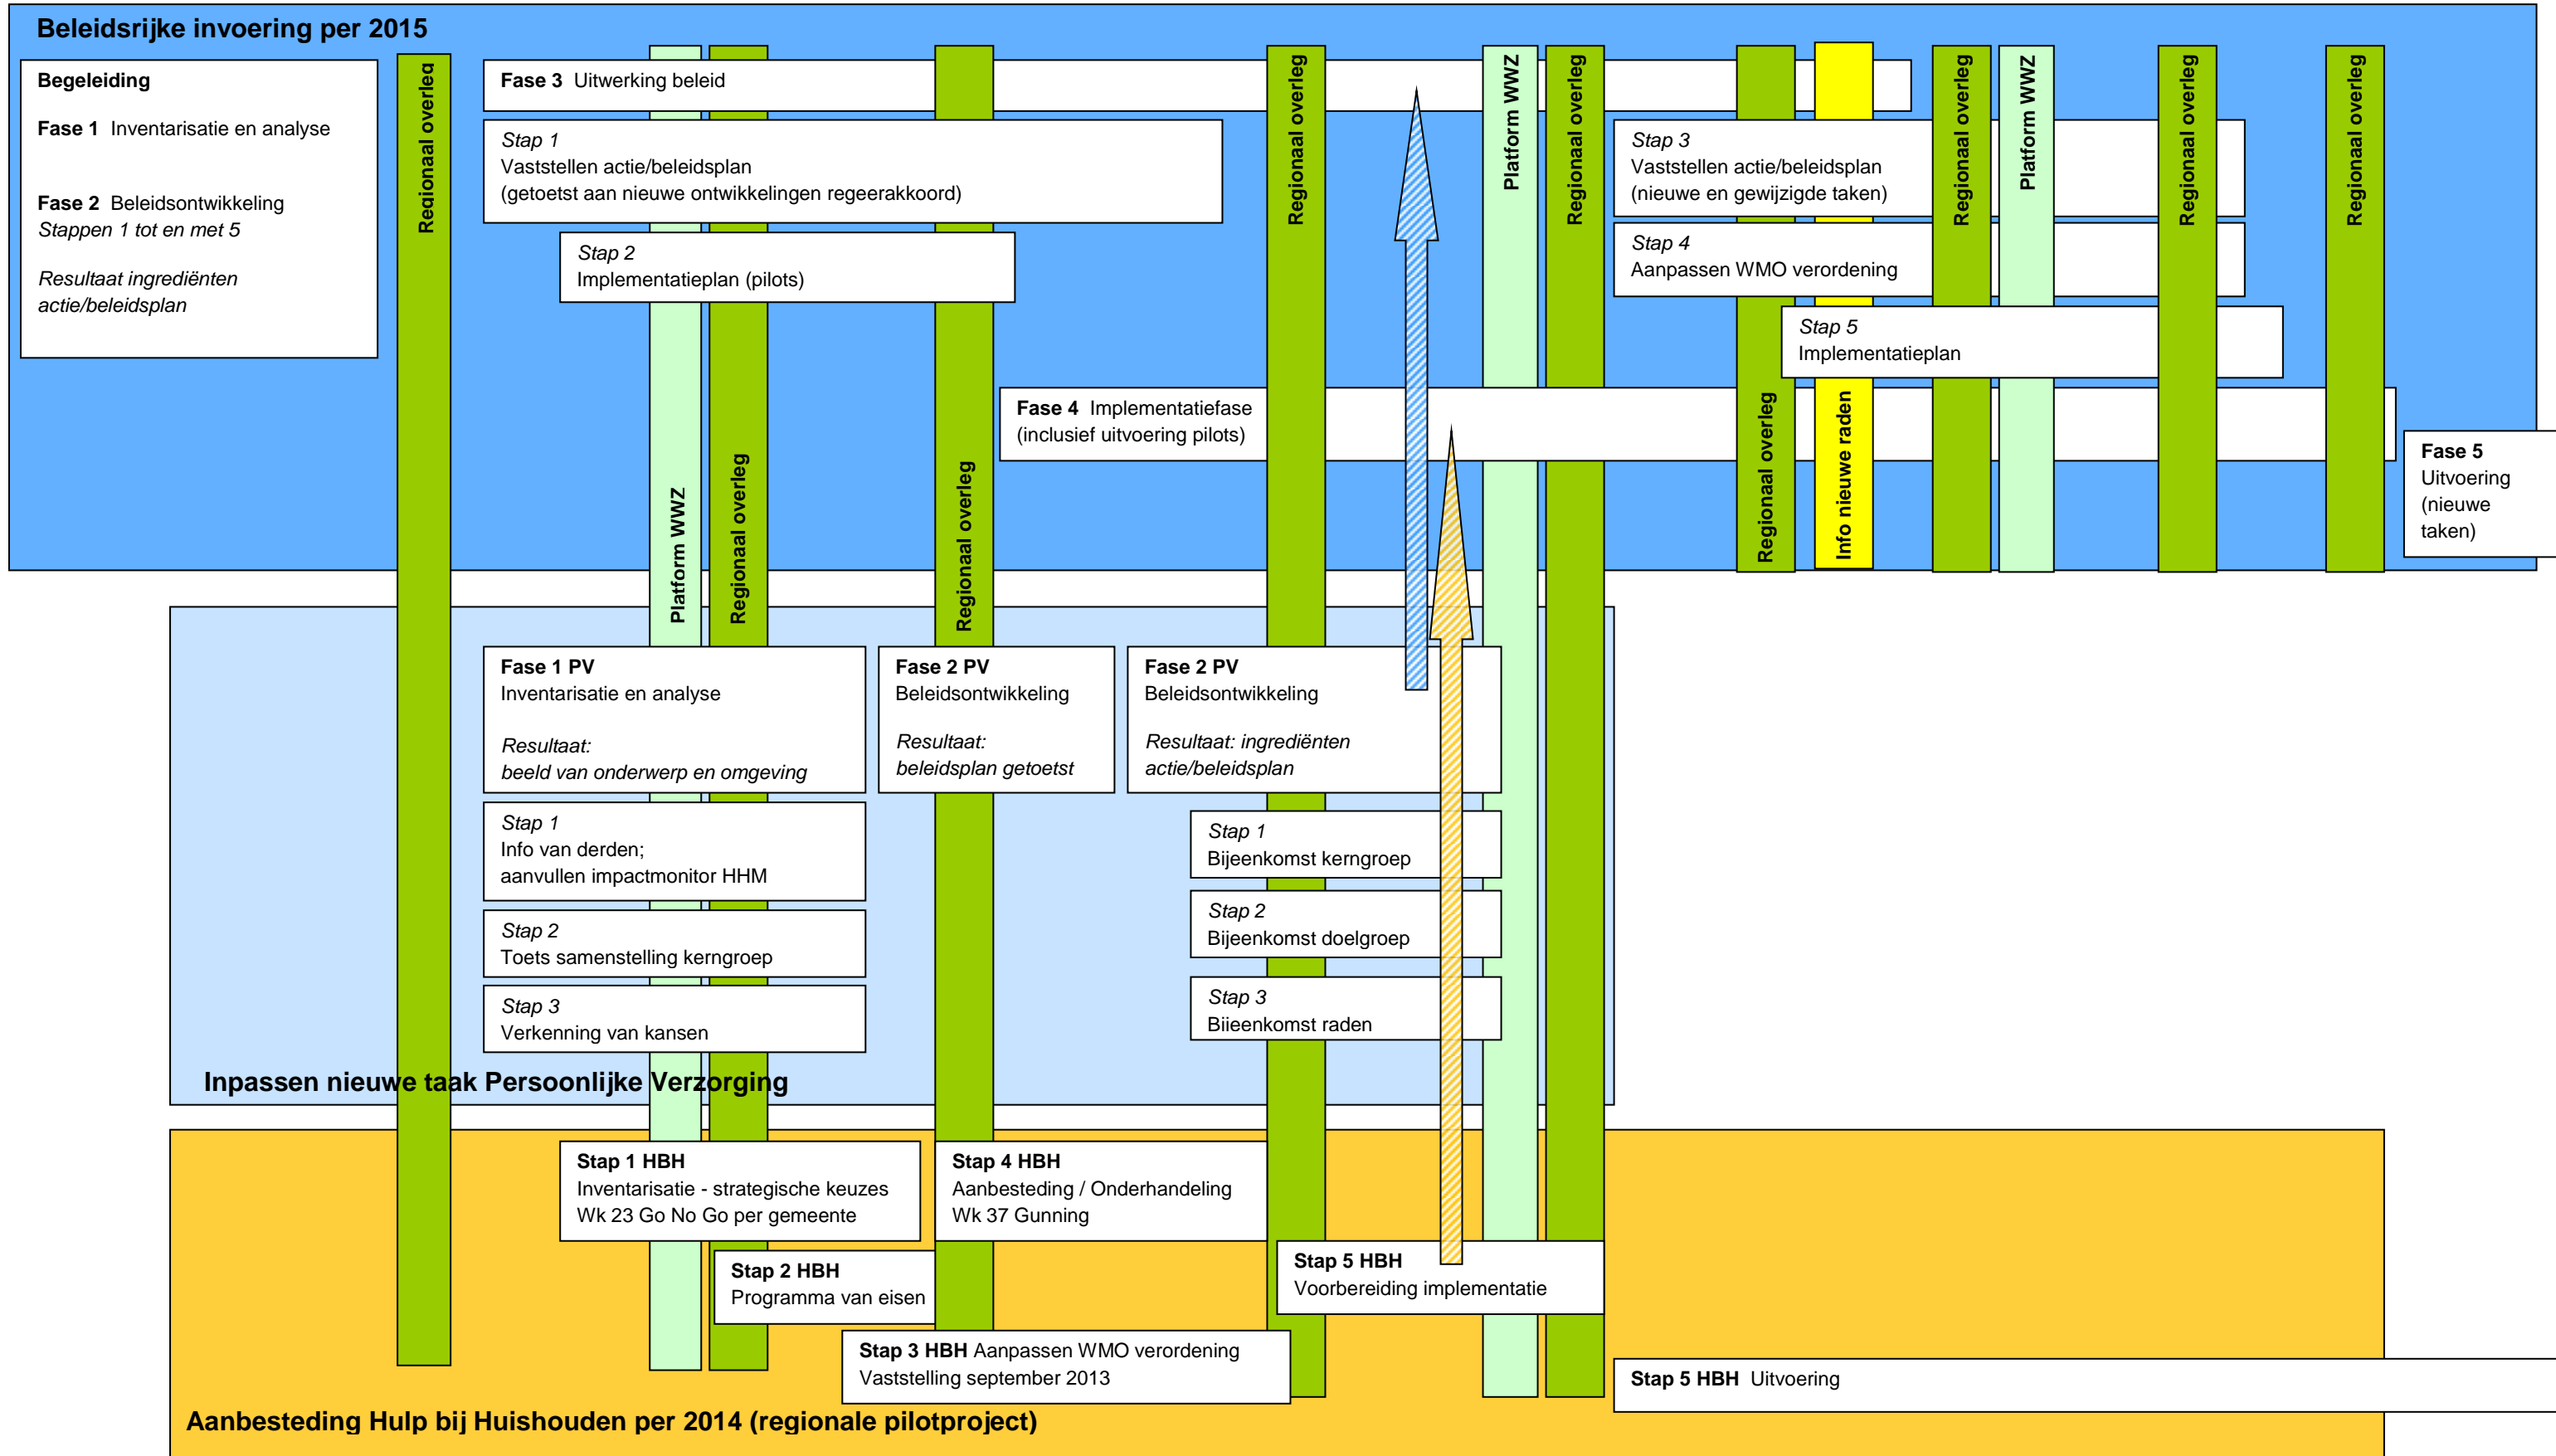 Beleidsrijke invoering per 2015
Begeleiding
Fase 1 Inventarisatie en analyse
Fase 2 Beleidsontwikkeling
Stappen 1 tot en met 5
Resultaat ingrediënten
actie/beleidsplan
Regionaal overleg
Fase 3 Uitwerking beleid
Stap 1
Vaststellen actie/beleidsplan
(getoetst aan nieuwe ontwikkelingen regeerakkoord)
Stap 2
Implementatieplan (pilots)
Platform WWZ
Regionaal overleg
Regionaal overleg
Regionaal overleg
Platform WWZ
Regionaal overleg
Stap 3
Vaststellen actie/beleidsplan
(nieuwe en gewijzigde taken)
Stap 4
Aanpassen WMO verordening
Stap 5
Implementatieplan
Regionaal overleg
Info nieuwe raden
Regionaal overleg
Platform WWZ
Regionaal overleg
Regionaal overleg
Fase 4 Implementatiefase
(inclusief uitvoering pilots)
Fase 5
Uitvoering
(nieuwe
taken)
Fase 1 PV
Inventarisatie en analyse
Resultaat:
beeld van onderwerp en omgeving
Stap 1
Info van derden;
aanvullen impactmonitor HHM
Stap 2
Toets samenstelling kerngroep
Stap 3
Verkenning van kansen
Fase 2 PV
Beleidsontwikkeling
Resultaat:
beleidsplan getoetst
Fase 2 PV
Beleidsontwikkeling
Resultaat: ingrediënten
actie/beleidsplan
Stap 1
Bijeenkomst kerngroep
Stap 2
Bijeenkomst doelgroep
Stap 3
Bijeenkomst raden
Inpassen nieuwe taak Persoonlijke Verzorging
Stap 1 HBH
Inventarisatie - strategische keuzes
Wk 23 Go No Go per gemeente
Stap 4 HBH
Aanbesteding / Onderhandeling
Wk 37 Gunning
Stap 2 HBH
Programma van eisen
Stap 5 HBH
Voorbereiding implementatie
Stap 3 HBH Aanpassen WMO verordening
Vaststelling september 2013
Stap 5 HBH Uitvoering
Aanbesteding Hulp bij Huishouden per 2014 (regionale pilotproject)